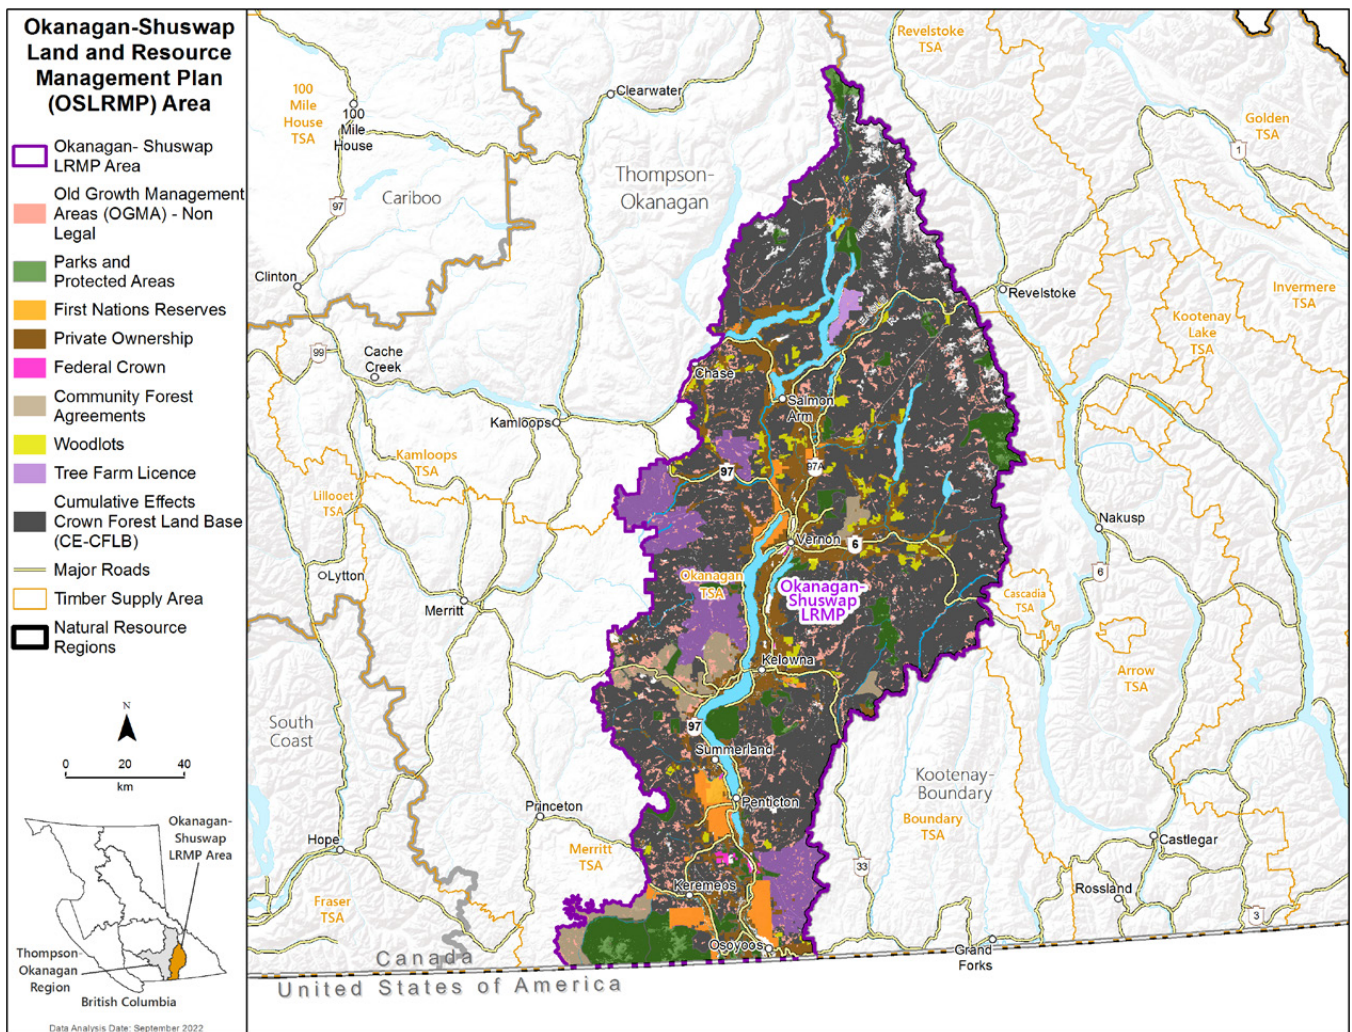 Okanagan-Shuswap
Land and Resource
Management Plan
(OSLRMP) Area
Okanagan- Shuswap
LRMP Area
Old Growth Management
Areas (OGMA) - Non
Legal
Parks and
Protected Areas
First Nations Reserves
Private Ownership
Federal Crown
Community Forest
Agreements
Woodlots
Tree Farm Licence
Cumulative Effects
Crown Forest Land Base
(CE-CFLB)
Major Roads
Timber Supply Area
Natural Resource
Regions
N
0 20 40
km
Okanagan-
Shuswap
LRMP Area
Thompson-
Okanagan
Region
British Columbia
Data Analysis Date: September 2022
Revelstoke
TSA
Clearwater
100
Mile
House
TSA
100
Mile
House
Golden
TSA
1
Thompson-
Okanagan
Cariboo
97
Clinton
Revelstoke
Invermere
TSA
Kootenay
Lake
TSA
99
Cache
Creek
Chase
Salmon
Arm
Kamloops
Kamloops
TSA
97
97A
Lillooet
TSA
Nakusp
Vernon
6
6
Lytton
Okanagan
TSA
Okanagan-
Shuswap
LRMP
Cascadia
TSA
Merritt
Kelowna
Arrow
TSA
South
Coast
97
Summerland
Kootenay-
Boundary
Princeton
Penticton
Boundary
TSA
Hope
Merritt
TSA
33
Castlegar
Keremeos
Rossland
Fraser
TSA
3
Osoyoos
Grand
Forks
Canada
United States of America